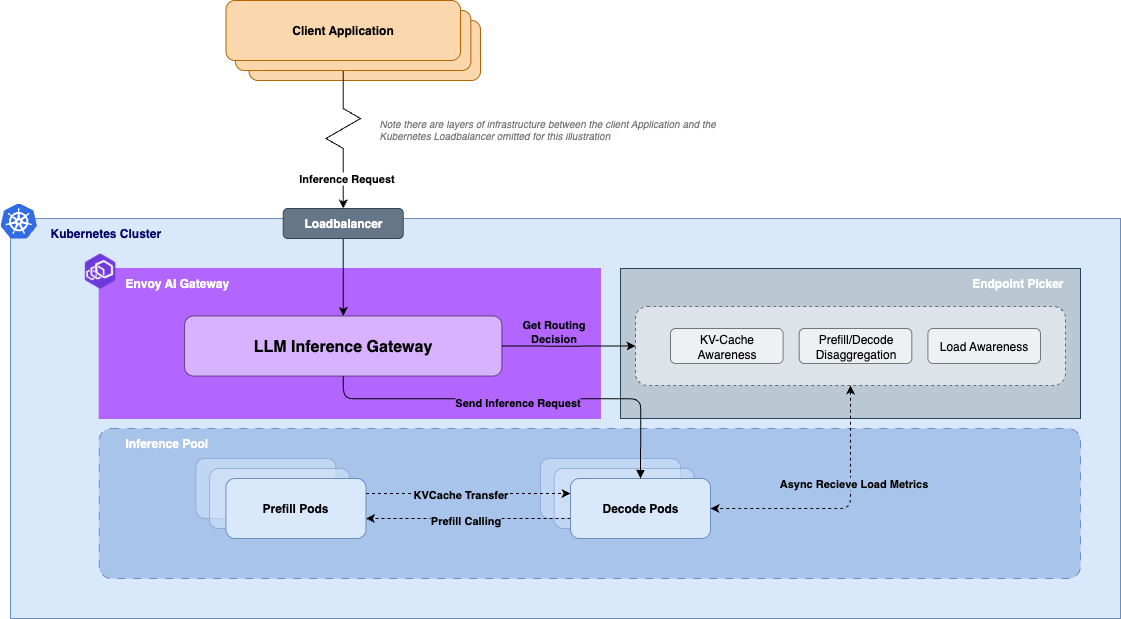 Client Application
Note there are layers of infrastructure between the client Application and the
Kubernetes Loadbalancer omitted for this illustration
Inference Request
Loadbalancer
Kubernetes Cluster
Envoy AI Gateway
Endpoint Picker
LLM Inference Gateway
Get Routing
Decision
KV-Cache
Awareness
Prefill/Decode
Disaggregation
Load Awareness
Send Inference Request
Inference Pool
Prefill Pods
KVCache Transfer
Prefill Calling
Decode Pods
Async Recieve Load Metrics